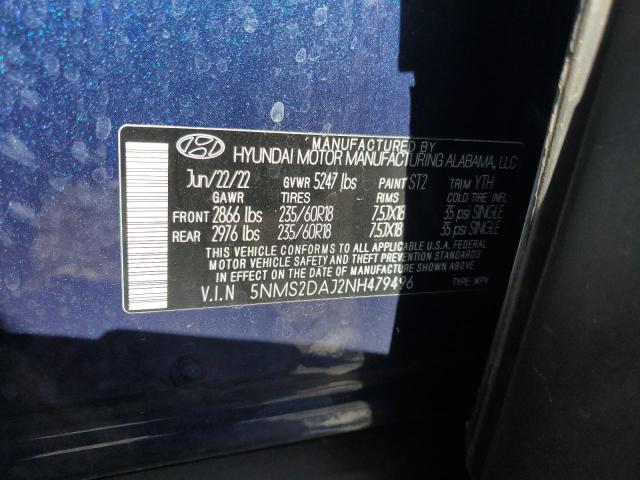 MANUFACTURED BY
HYUNDAI MOTOR MANUFACTURING ALABAMA, LLC
Jun/22/22 GVWR 5247 lbs PAINT ST2 TRIM YTH
GAWR TIRES RIMS COLD TIRE INFL
FRONT 2866 lbs 235/60R18 7.5JX18 35 psi SINGLE
REAR 2976 lbs 235/60R18 7.5JX18 35 psi SINGLE
THIS VEHICLE CONFORMS TO ALL APPLICABLE U.S.A. FEDERAL
MOTOR VEHICLE SAFETY AND THEFT PREVENTION STANDARDS
IN EFFECT ON THE DATE OF MANUFACTURE SHOWN ABOVE.
V.I.N 5NMS2DAJ2NH479496 TYPE: MPV